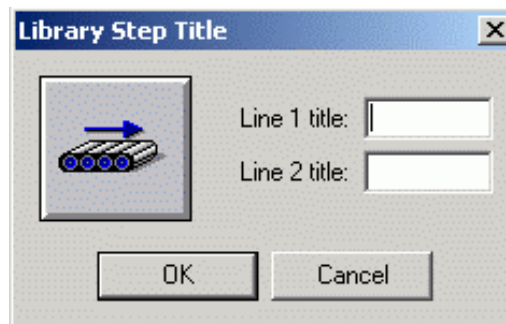 Library Step Title
Line 1 title:
Line 2 title:
OK
Cancel